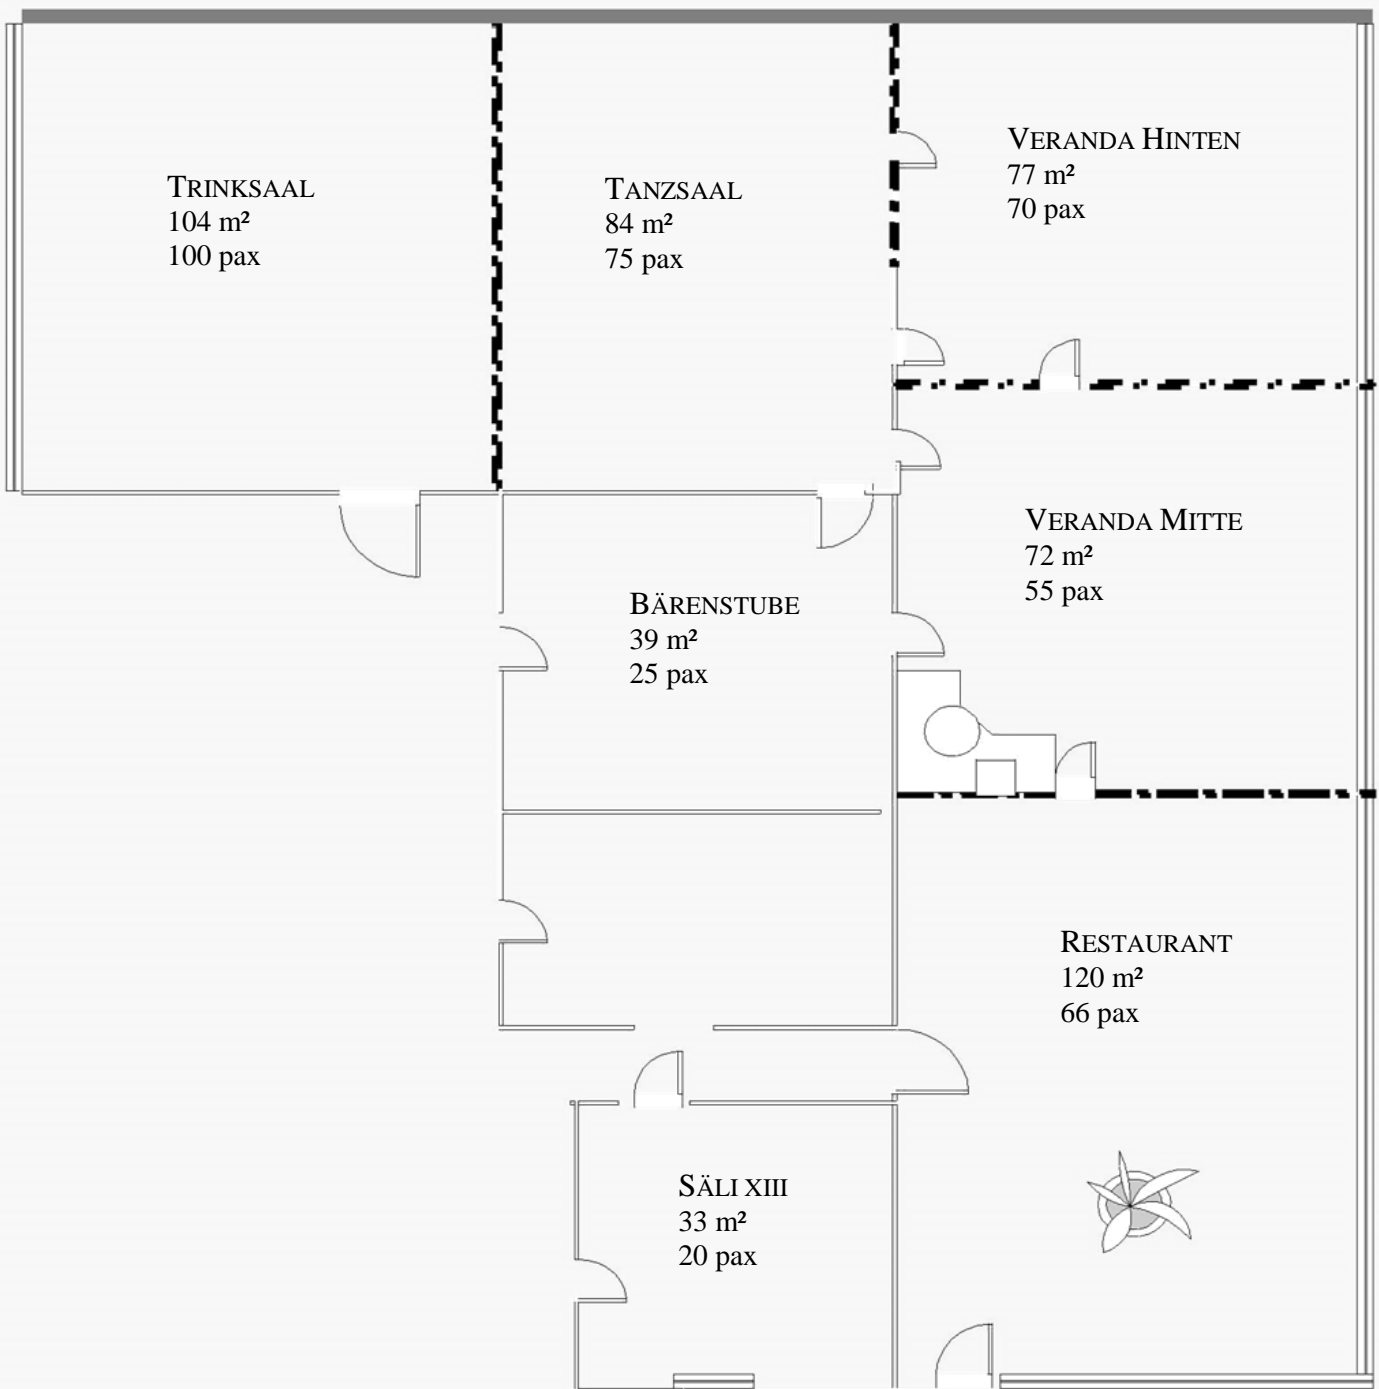 TRINKSAAL
104 m²
100 pax
TANZSAAL
84 m²
75 pax
VERANDA HINTEN
77 m²
70 pax
VERANDA MITTE
72 m²
55 pax
BÄRENSTUBE
39 m²
25 pax
RESTAURANT
120 m²
66 pax
SÄLI XIII
33 m²
20 pax